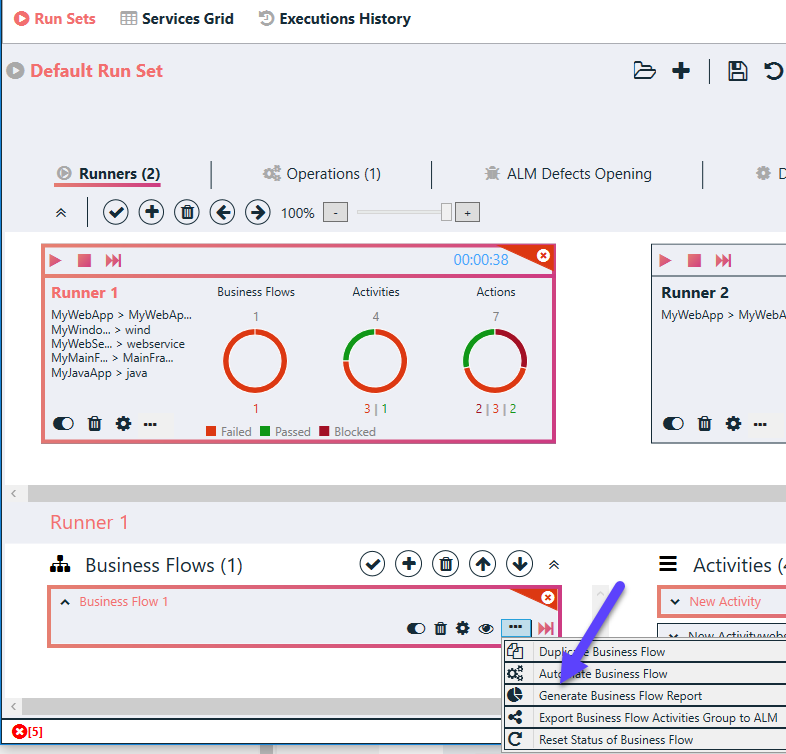 Run Sets Services Grid Executions History
Default Run Set
Runners (2) Operations (1) ALM Defects Opening D
100% - +
00:00:38
Runner 1 Business Flows Activities Actions
MyWebApp > MyWebAp...
MyWindo... > wind
MyWebSe... > webservice
MyMainF... > MainFra...
MyJavaApp > java
1 4 7
1 3 | 1 2 | 3 | 2
Failed Passed Blocked
Runner 2
MyWebApp > MyWebA
Runner 1
Business Flows (1) Activities (4
Business Flow 1
New Activity
New Activitywebs
Duplicate Business Flow
Automate Business Flow
Generate Business Flow Report
Export Business Flow Activities Group to ALM
Reset Status of Business Flow
[5]